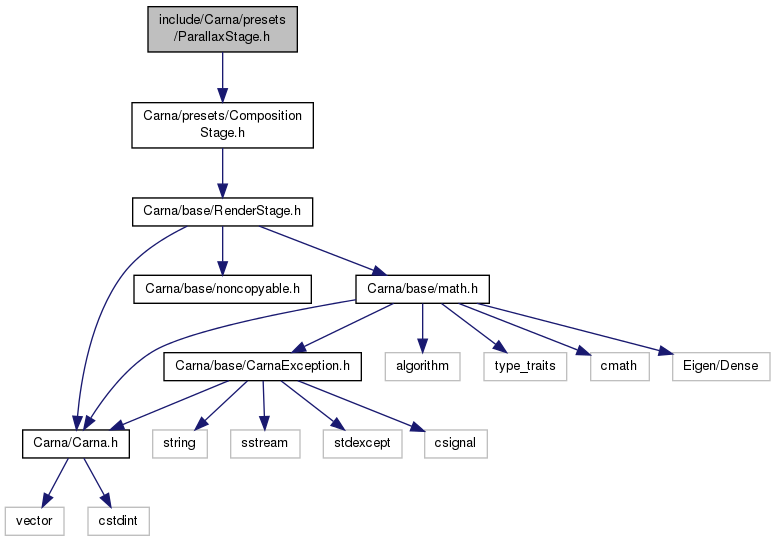 include/Carna/presets
/ParallaxStage.h
Carna/presets/Composition
Stage.h
Carna/base/RenderStage.h
Carna/base/noncopyable.h
Carna/base/math.h
Carna/base/CarnaException.h
algorithm
type_traits
cmath
Eigen/Dense
Carna/Carna.h
string
sstream
stdexcept
csignal
vector
cstdint